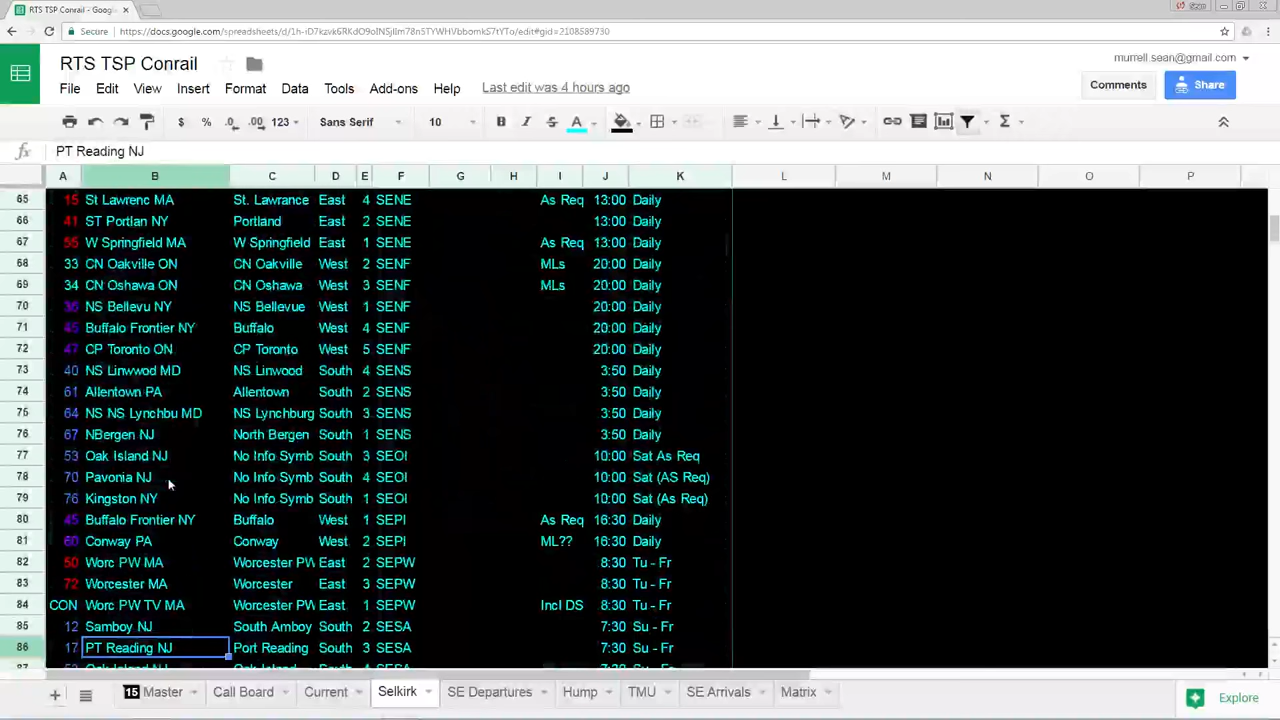 RTS TSP Conrail - Goog
Sean
Secure
RTS TSP Conrail
murrell.sean@gmail.com
File Edit View Insert Format Data Tools Add-ons Help Last edit was 4 hours ago
Comments Share
$ % .0 .00 123 Sans Serif 10 B I S A Σ
fx PT Reading NJ
A B C D E F G H I J K L M N O P
65 15 St Lawrenc MA St. Lawrance East 4 SENE As Req 13:00 Daily
66 41 ST Portlan NY Portland East 2 SENE 13:00 Daily
67 55 W Springfield MA W Springfield East 1 SENE As Req 13:00 Daily
68 33 CN Oakville ON CN Oakville West 2 SENF MLs 20:00 Daily
69 34 CN Oshawa ON CN Oshawa West 3 SENF MLs 20:00 Daily
70 36 NS Bellevu NY NS Bellevue West 1 SENF 20:00 Daily
71 45 Buffalo Frontier NY Buffalo West 4 SENF 20:00 Daily
72 47 CP Toronto ON CP Toronto West 5 SENF 20:00 Daily
73 40 NS Linwwod MD NS Linwood South 4 SENS 3:50 Daily
74 61 Allentown PA Allentown South 2 SENS 3:50 Daily
75 64 NS NS Lynchbu MD NS Lynchburg South 3 SENS 3:50 Daily
76 67 NBergen NJ North Bergen South 1 SENS 3:50 Daily
77 53 Oak Island NJ No Info Symb South 3 SEOI 10:00 Sat As Req
78 70 Pavonia NJ No Info Symb South 4 SEOI 10:00 Sat (AS Req)
79 76 Kingston NY No Info Symb South 1 SEOI 10:00 Sat (As Req)
80 45 Buffalo Frontier NY Buffalo West 1 SEPI As Req 16:30 Daily
81 60 Conway PA Conway West 2 SEPI ML?? 16:30 Daily
82 50 Worc PW MA Worcester PW East 2 SEPW 8:30 Tu - Fr
83 72 Worcester MA Worcester East 3 SEPW 8:30 Tu - Fr
84 CON Worc PW TV MA Worcester PW East 1 SEPW Incl DS 8:30 Tu - Fr
85 12 Samboy NJ South Amboy South 2 SESA 7:30 Su - Fr
86 17 PT Reading NJ Port Reading South 3 SESA 7:30 Su - Fr
15 Master Call Board Current Selkirk SE Departures Hump TMU SE Arrivals Matrix Explore